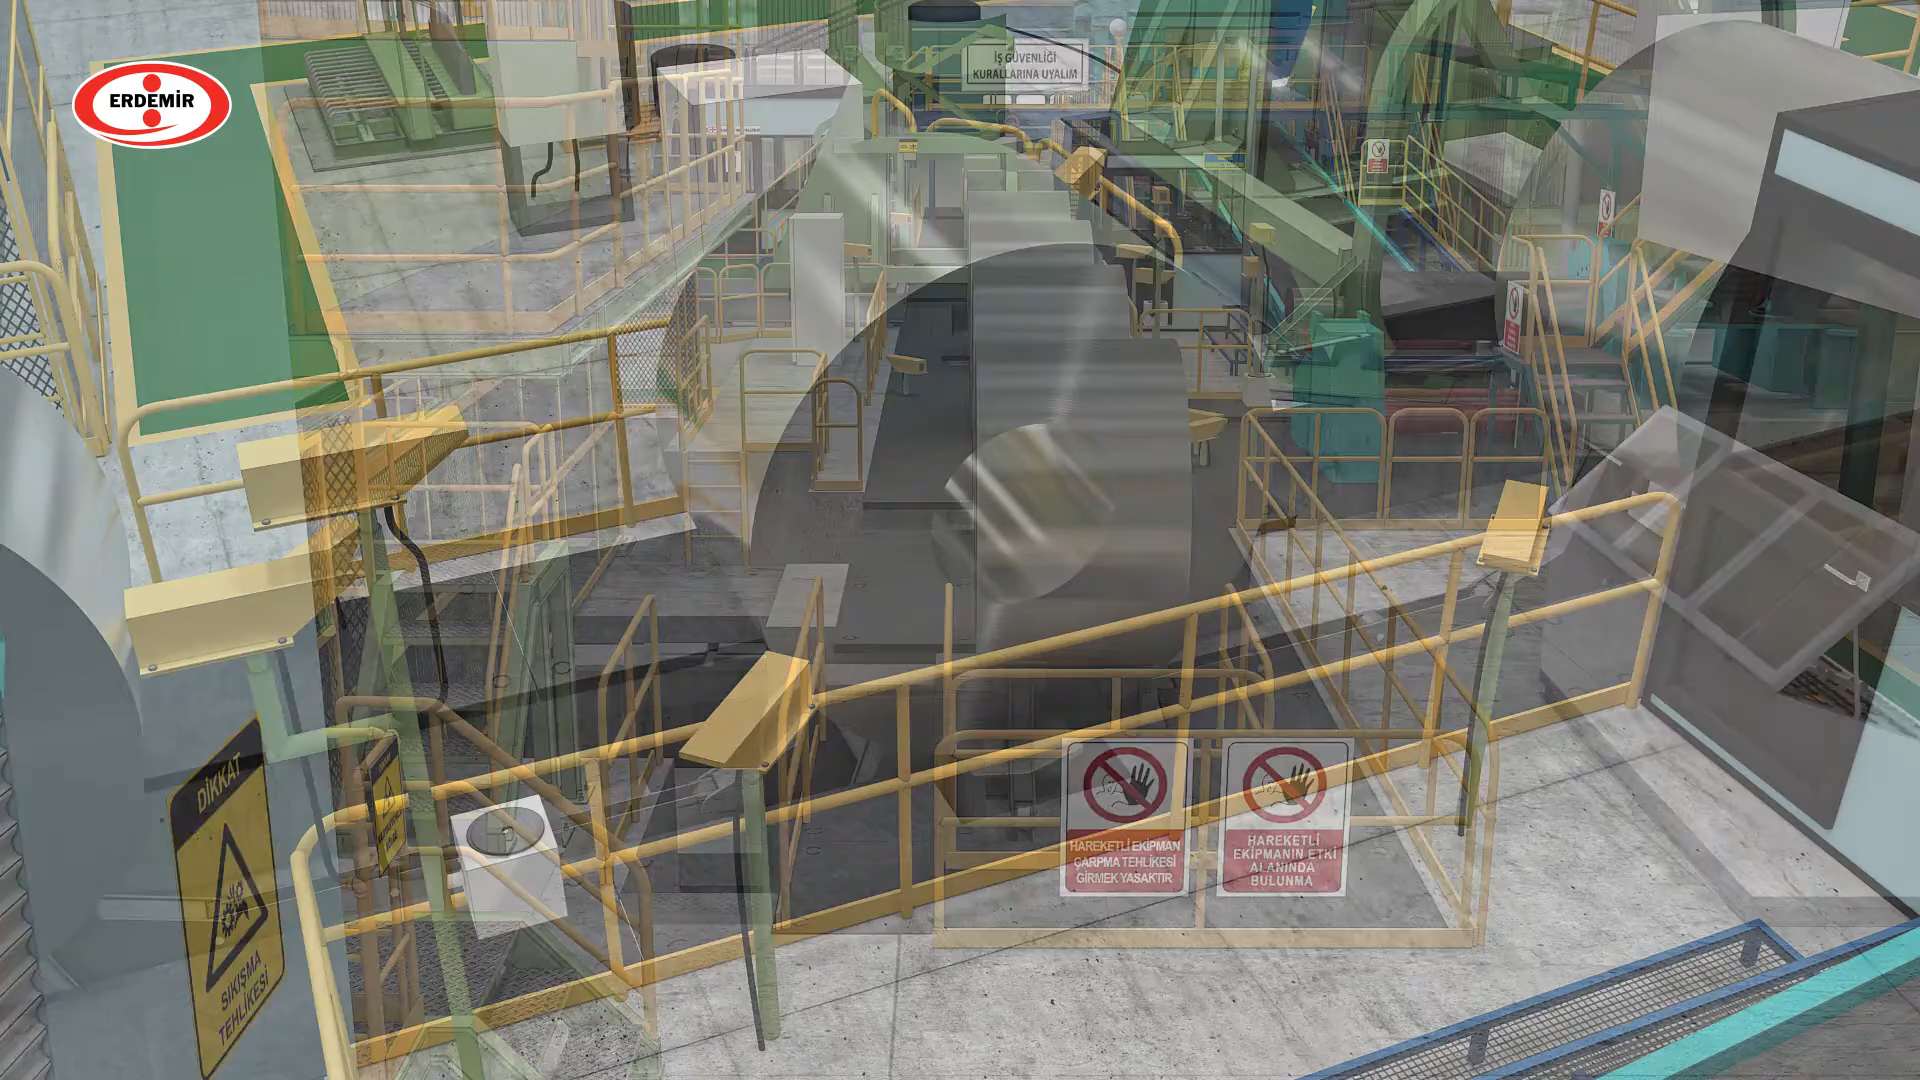 ERDEMİR
İŞ GÜVENLİĞİ
KURALLARINA UYALIM
DİKKAT
SIKIŞMA
TEHLİKESİ
HAREKETLİ EKİPMAN
ÇARPMA TEHLİKESİ
GİRMEK YASAKTIR
HAREKETLİ
EKİPMANIN ETKİ
ALANINDA
BULUNMA